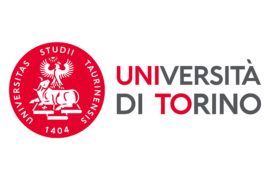 UNIVERSITAS STUDII TAURINENSIS
1404
UNIVERSITÀ
DI TORINO